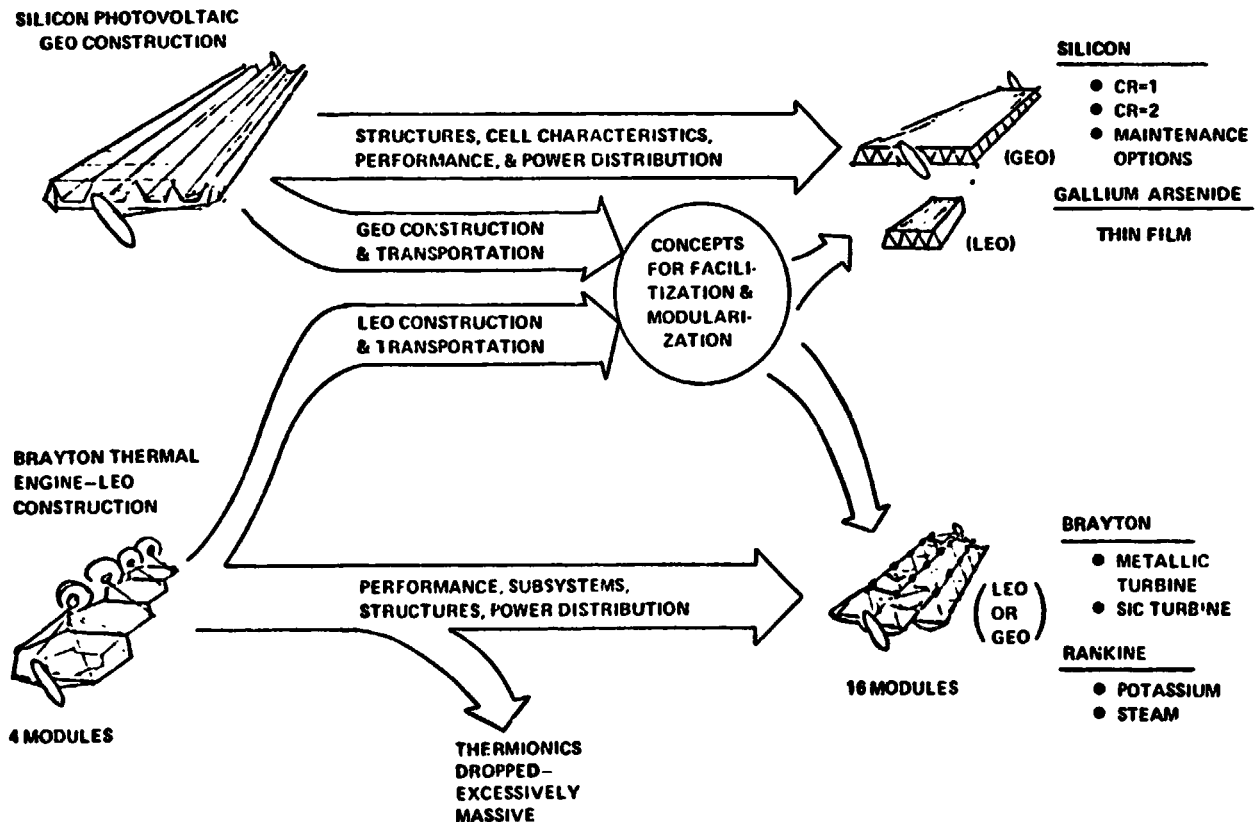 SILICON PHOTOVOLTAIC
GEO CONSTRUCTION
STRUCTURES, CELL CHARACTERISTICS,
PERFORMANCE, & POWER DISTRIBUTION
GEO CONSTRUCTION
& TRANSPORTATION
LEO CONSTRUCTION
& TRANSPORTATION
CONCEPTS
FOR FACILI-
TIZATION &
MODULARI-
ZATION
(GEO)
(LEO)
SILICON
● CR=1
● CR=2
● MAINTENANCE
OPTIONS
GALLIUM ARSENIDE
THIN FILM
BRAYTON THERMAL
ENGINE–LEO
CONSTRUCTION
4 MODULES
PERFORMANCE, SUBSYSTEMS,
STRUCTURES, POWER DISTRIBUTION
THERMIONICS
DROPPED–
EXCESSIVELY
MASSIVE
(LEO
OR
GEO)
16 MODULES
BRAYTON
● METALLIC
TURBINE
● SIC TURBINE
RANKINE
● POTASSIUM
● STEAM